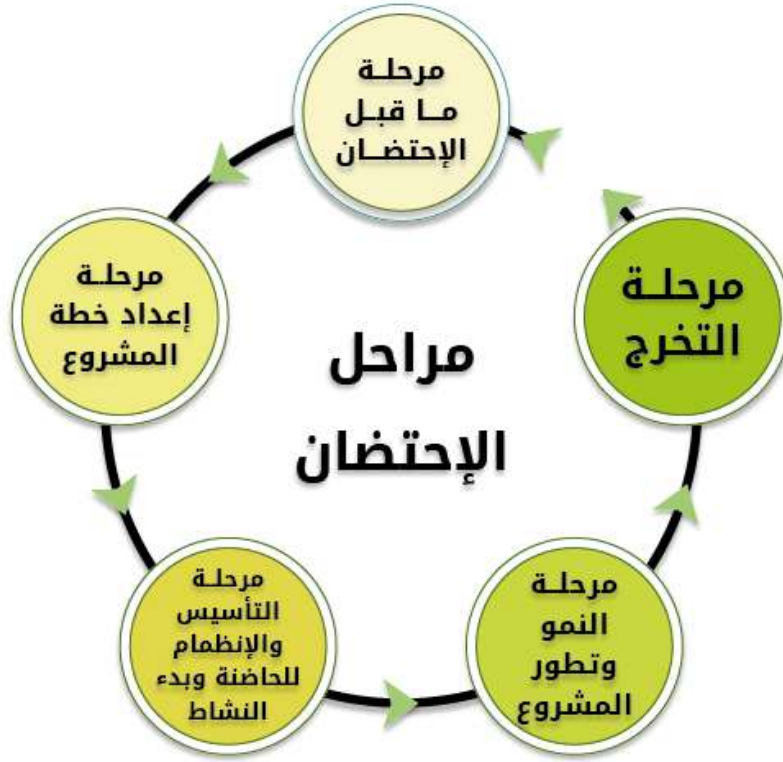 مرحلة
ما قبل
الإحتضان
مرحلة
إعداد خطة
المشروع
مرحلة
التأسيس
والإنظمام
للحاضنة وبدء
النشاط
مرحلة
النمو
وتطور
المشروع
مرحلة
التخرج
مراحل
الإحتضان